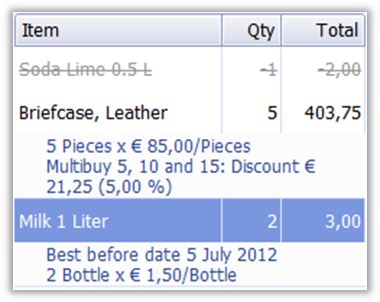 Item Qty Total
Soda Lime 0.5 L -1 -2,00
Briefcase, Leather 5 403,75
5 Pieces x € 85,00/Pieces
Multibuy 5, 10 and 15: Discount €
21,25 (5,00 %)
Milk 1 Liter 2 3,00
Best before date 5 July 2012
2 Bottle x € 1,50/Bottle